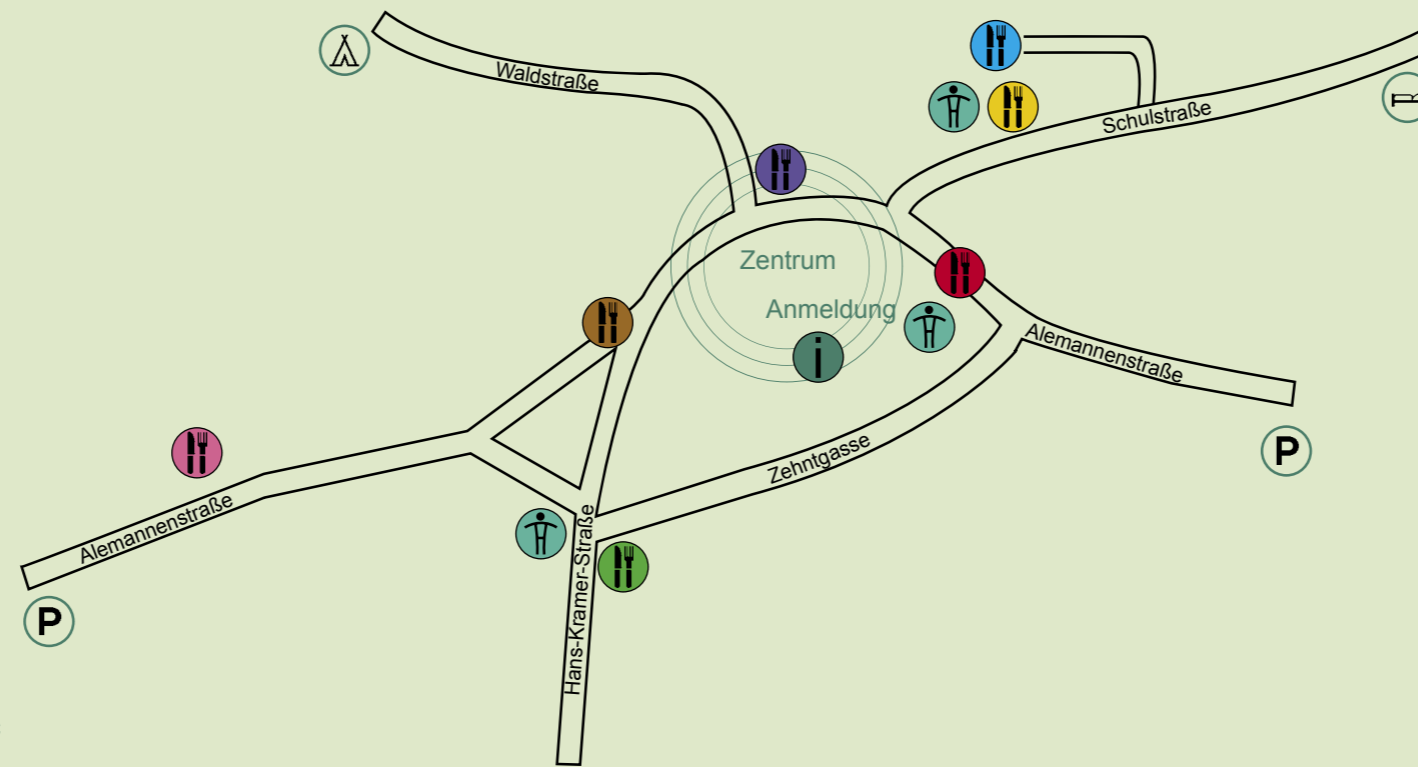 Waldstraße
Schulstraße
Zentrum
Anmeldung
i
Alemannenstraße
P
Zehntgasse
Alemannenstraße
Hans-Kramer-Straße
P